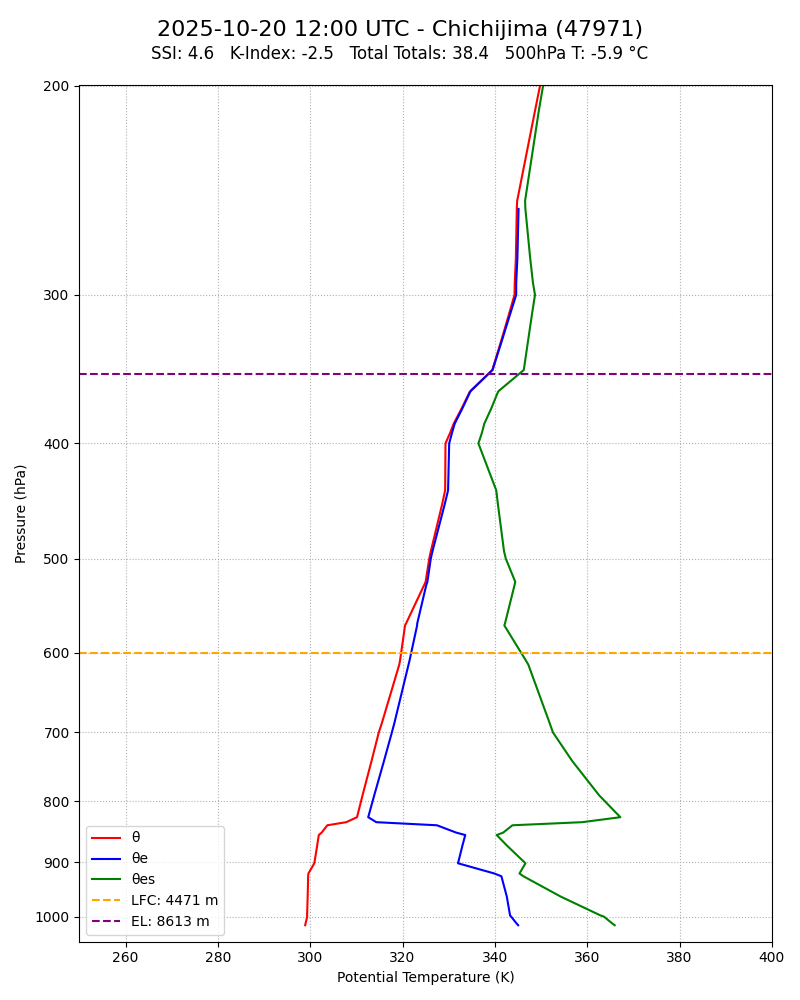 2025-10-20 12:00 UTC - Chichijima (47971)
SSI: 4.6   K-Index: -2.5   Total Totals: 38.4   500hPa T: -5.9 °C
200
300
400
500
600
700
800
900
1000
Pressure (hPa)
θ
θe
θes
LFC: 4471 m
EL: 8613 m
260 280 300 320 340 360 380 400
Potential Temperature (K)